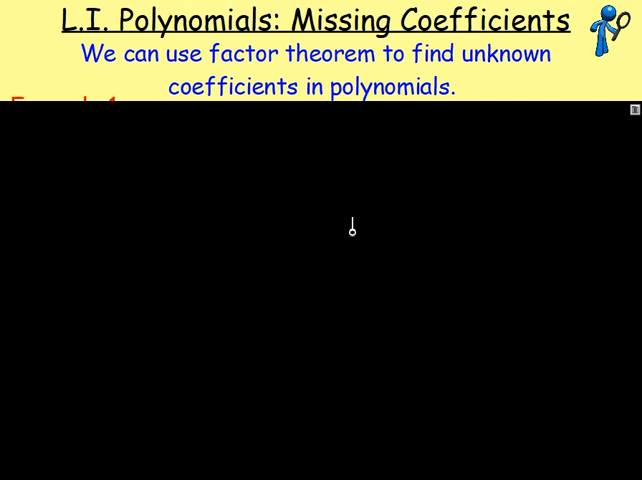 L.I. Polynomials: Missing Coefficients
We can use factor theorem to find unknown
coefficients in polynomials.